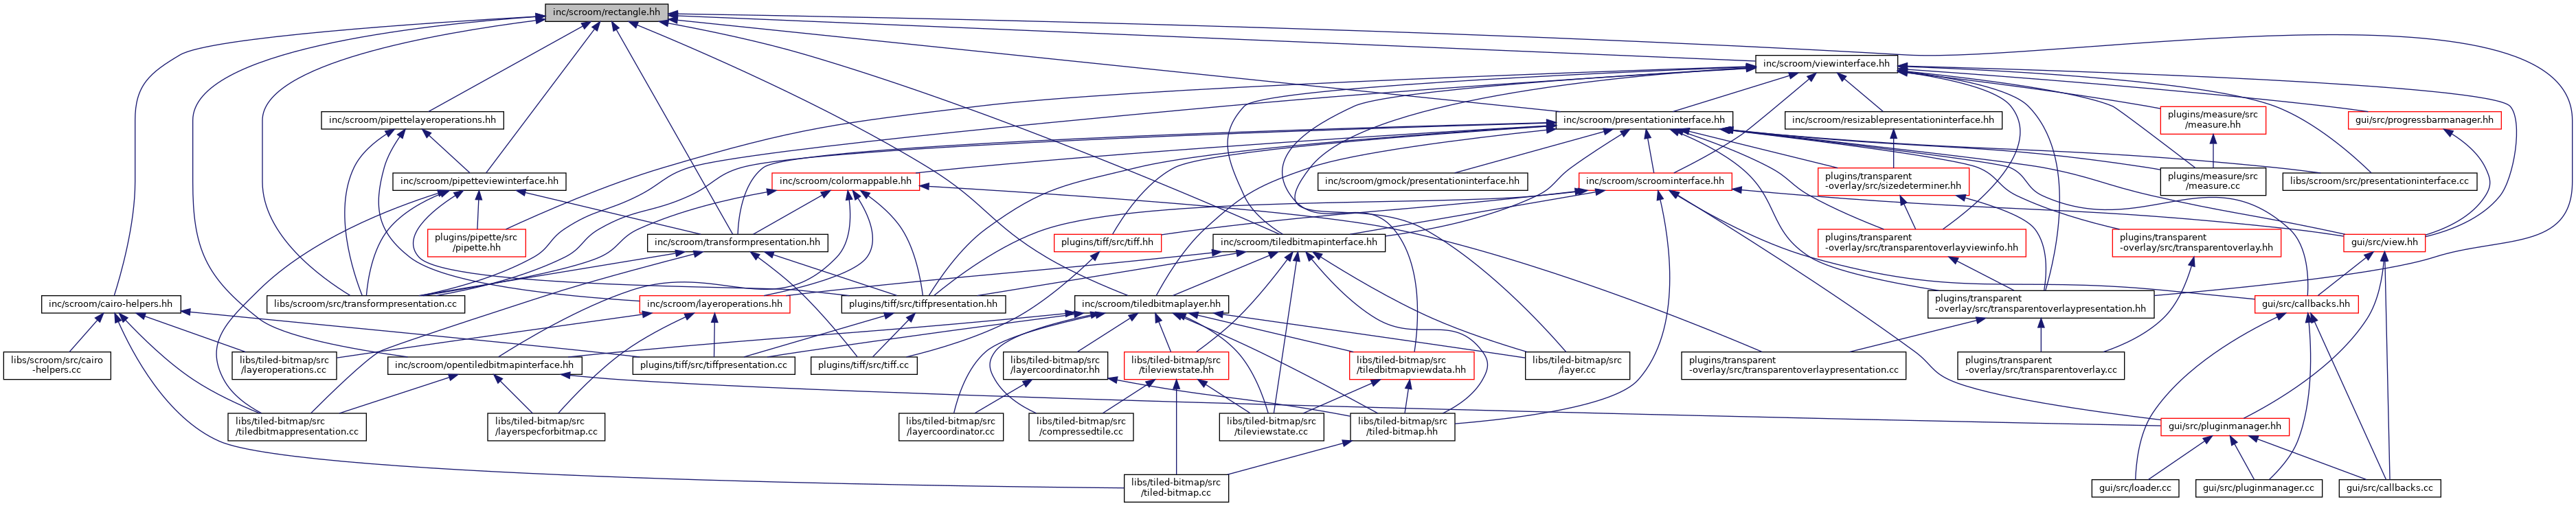 inc/scroom/rectangle.hh
inc/scroom/viewinterface.hh
inc/scroom/pipettelayeroperations.hh
inc/scroom/presentationinterface.hh
inc/scroom/resizablepresentationinterface.hh
plugins/measure/src
/measure.hh
gui/src/progressbarmanager.hh
inc/scroom/pipetteviewinterface.hh
inc/scroom/colormappable.hh
inc/scroom/gmock/presentationinterface.hh
inc/scroom/scroominterface.hh
plugins/transparent
-overlay/src/sizedeterminer.hh
plugins/measure/src
/measure.cc
libs/scroom/src/presentationinterface.cc
plugins/pipette/src
/pipette.hh
inc/scroom/transformpresentation.hh
plugins/tiff/src/tiff.hh
inc/scroom/tiledbitmapinterface.hh
plugins/transparent
-overlay/src/transparentoverlayviewinfo.hh
plugins/transparent
-overlay/src/transparentoverlay.hh
gui/src/view.hh
inc/scroom/cairo-helpers.hh
libs/scroom/src/transformpresentation.cc
inc/scroom/layeroperations.hh
plugins/tiff/src/tiffpresentation.hh
inc/scroom/tiledbitmaplayer.hh
plugins/transparent
-overlay/src/transparentoverlaypresentation.hh
gui/src/callbacks.hh
libs/scroom/src/cairo
-helpers.cc
libs/tiled-bitmap/src
/layeroperations.cc
inc/scroom/opentiledbitmapinterface.hh
plugins/tiff/src/tiffpresentation.cc
plugins/tiff/src/tiff.cc
libs/tiled-bitmap/src
/layercoordinator.hh
libs/tiled-bitmap/src
/tileviewstate.hh
libs/tiled-bitmap/src
/tiledbitmapviewdata.hh
libs/tiled-bitmap/src
/layer.cc
plugins/transparent
-overlay/src/transparentoverlaypresentation.cc
plugins/transparent
-overlay/src/transparentoverlay.cc
libs/tiled-bitmap/src
/tiledbitmappresentation.cc
libs/tiled-bitmap/src
/layerspecforbitmap.cc
libs/tiled-bitmap/src
/layercoordinator.cc
libs/tiled-bitmap/src
/compressedtile.cc
libs/tiled-bitmap/src
/tileviewstate.cc
libs/tiled-bitmap/src
/tiled-bitmap.hh
gui/src/pluginmanager.hh
libs/tiled-bitmap/src
/tiled-bitmap.cc
gui/src/loader.cc
gui/src/pluginmanager.cc
gui/src/callbacks.cc